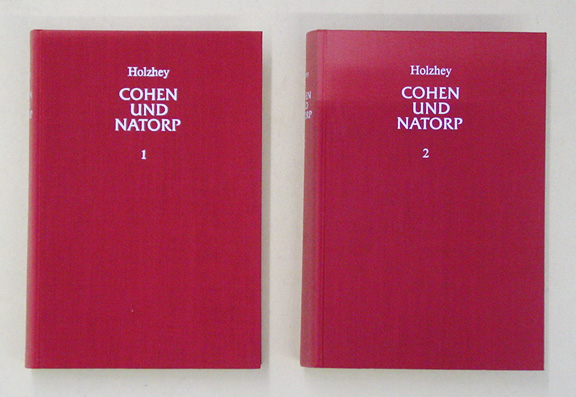 Holzhey
COHEN
UND
NATORP
1
Holzhey
COHEN
UND
NATORP
2